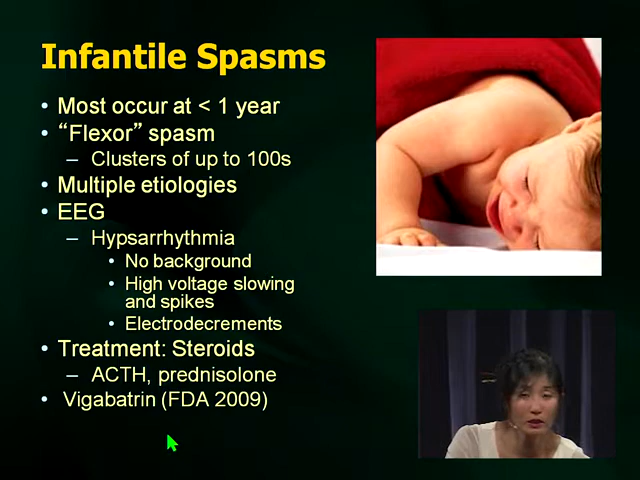 Infantile Spasms
• Most occur at < 1 year
• “Flexor” spasm
– Clusters of up to 100s
• Multiple etiologies
• EEG
– Hypsarrhythmia
• No background
• High voltage slowing
and spikes
• Electrodecrements
• Treatment: Steroids
– ACTH, prednisolone
• Vigabatrin (FDA 2009)